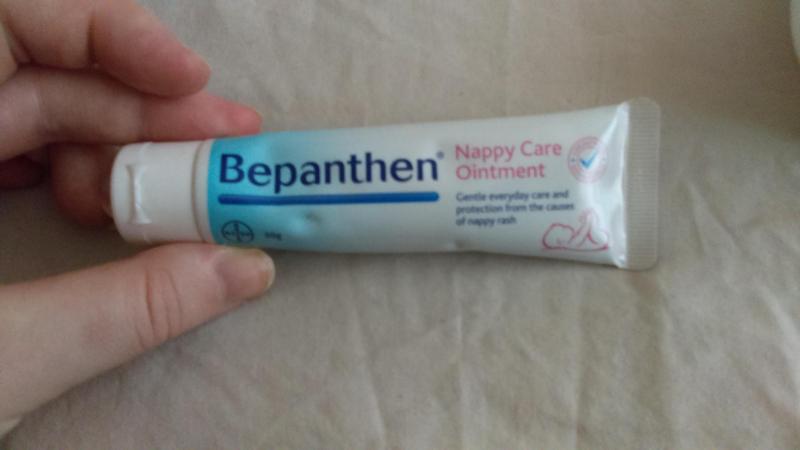 Bepanthen®
Nappy Care
Ointment
Gentle everyday care and
protection from the causes
of nappy rash